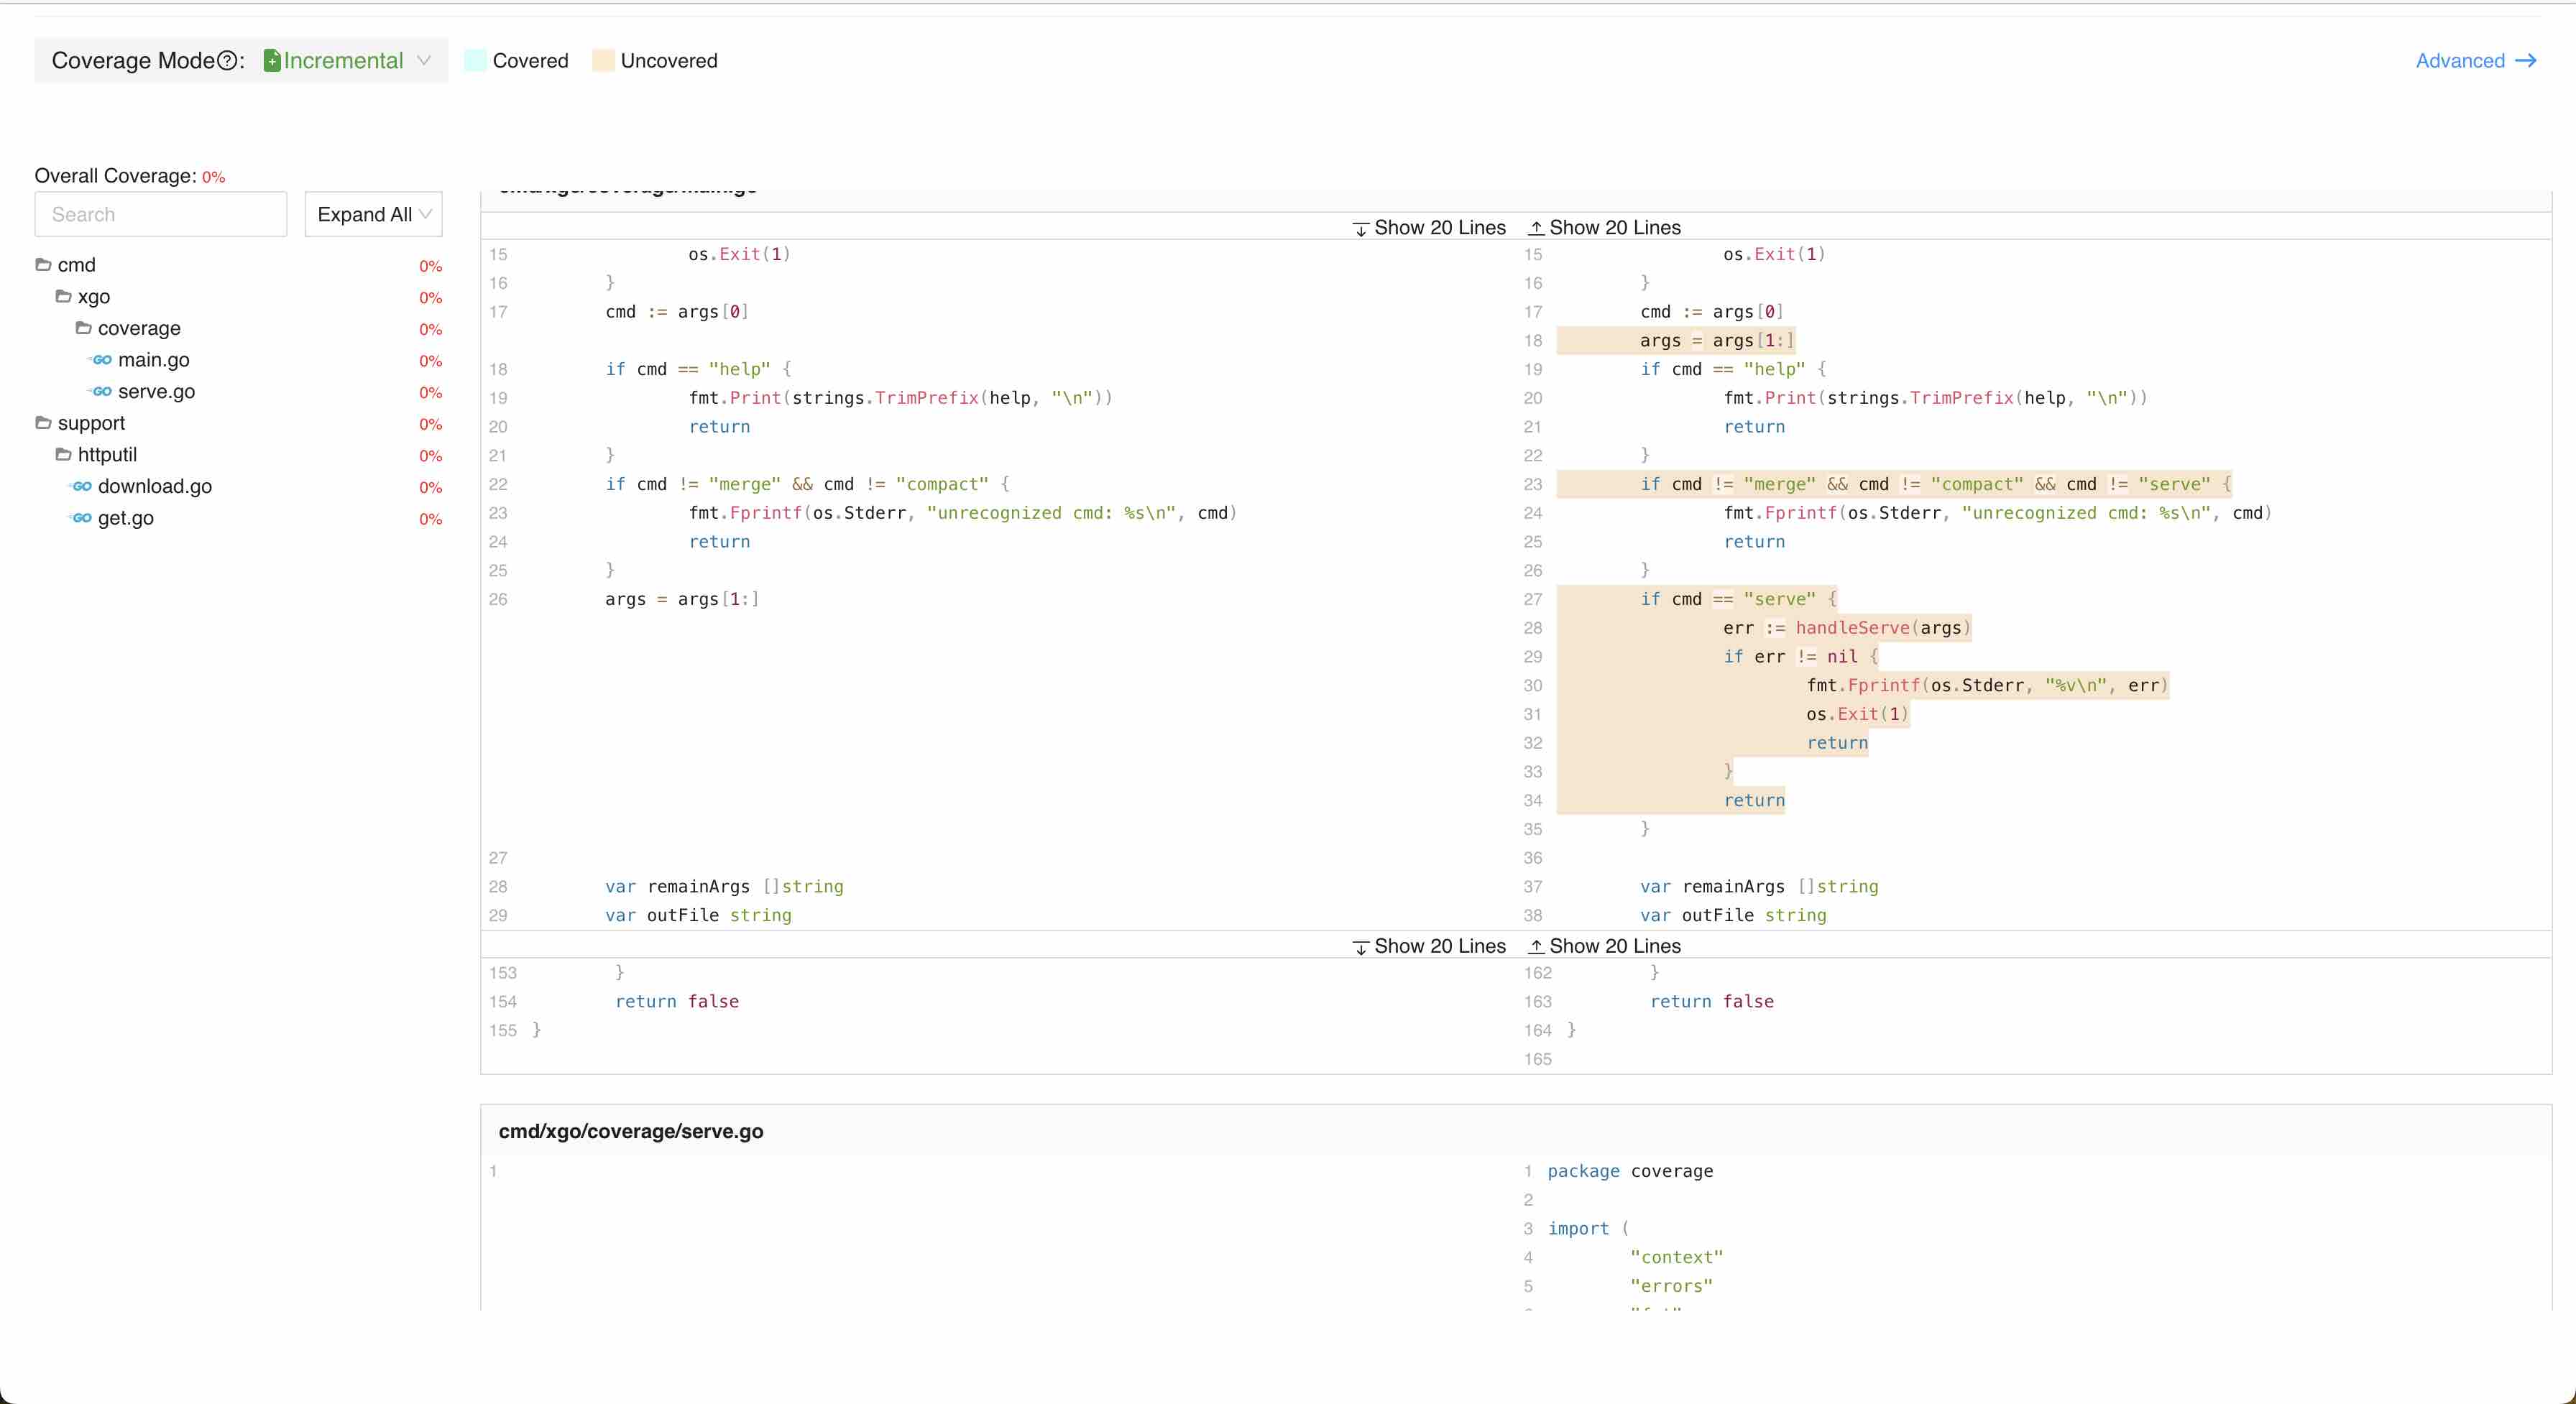 Coverage Mode?: Incremental Covered Uncovered Advanced →
Overall Coverage: 0%
Search Expand All
cmd 0%
xgo 0%
coverage 0%
main.go 0%
serve.go 0%
support 0%
httputil 0%
download.go 0%
get.go 0%
cmd/xgo/coverage/main.go
Show 20 Lines Show 20 Lines
15 os.Exit(1)
16 }
17 cmd := args[0]
18 if cmd == "help" {
19 fmt.Print(strings.TrimPrefix(help, "\n"))
20 return
21 }
22 if cmd != "merge" && cmd != "compact" {
23 fmt.Fprintf(os.Stderr, "unrecognized cmd: %s\n", cmd)
24 return
25 }
26 args = args[1:]
27
28 var remainArgs []string
29 var outFile string
15 os.Exit(1)
16 }
17 cmd := args[0]
18 args = args[1:]
19 if cmd == "help" {
20 fmt.Print(strings.TrimPrefix(help, "\n"))
21 return
22 }
23 if cmd != "merge" && cmd != "compact" && cmd != "serve" {
24 fmt.Fprintf(os.Stderr, "unrecognized cmd: %s\n", cmd)
25 return
26 }
27 if cmd == "serve" {
28 err := handleServe(args)
29 if err != nil {
30 fmt.Fprintf(os.Stderr, "%v\n", err)
31 os.Exit(1)
32 return
33 }
34 return
35 }
36
37 var remainArgs []string
38 var outFile string
Show 20 Lines Show 20 Lines
153 }
154 return false
155 }
162 }
163 return false
164 }
165
cmd/xgo/coverage/serve.go
1
1 package coverage
2
3 import (
4 "context"
5 "errors"